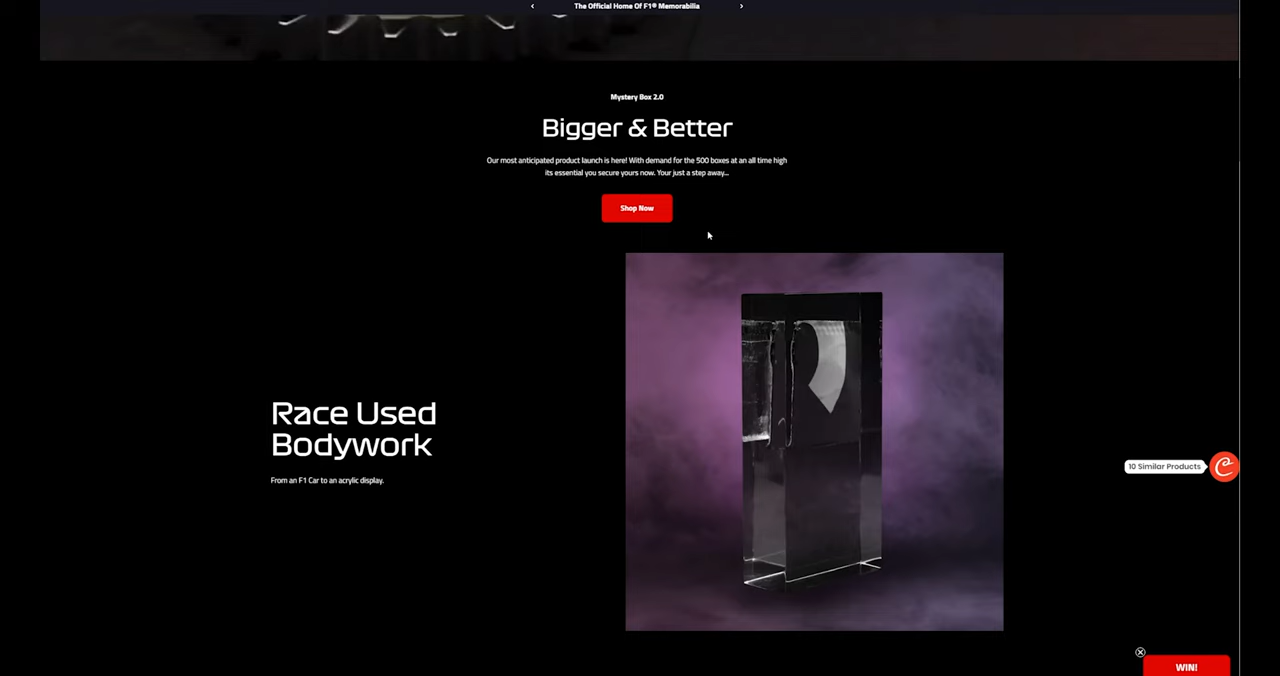 The Official Home Of F1® Memorabilia
Mystery Box 2.0
Bigger & Better
Our most anticipated product launch is here! With demand for the 500 boxes at an all time high
its essential you secure yours now. Your just a step away...
Shop Now
Race Used
Bodywork
From an F1 Car to an acrylic display.
10 Similar Products
WIN!